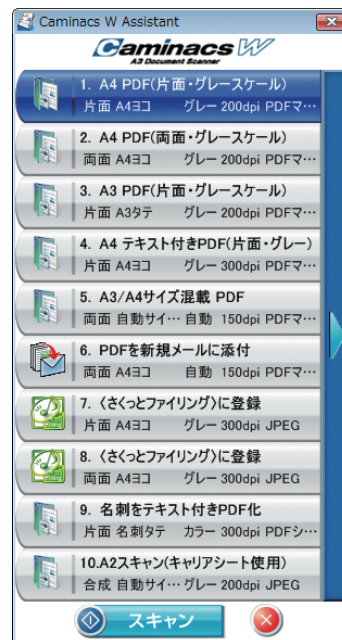 Caminacs W Assistant
Caminacs W
A3 Document Scanner
1. A4 PDF(片面・グレースケール)
片面 A4ヨコ グレー 200dpi PDFマ…
2. A4 PDF(両面・グレースケール)
両面 A4ヨコ グレー 200dpi PDFマ…
3. A3 PDF(片面・グレースケール)
片面 A3タテ グレー 200dpi PDFマ…
4. A4 テキスト付きPDF(片面・グレー)
片面 A4ヨコ グレー 300dpi PDFマ…
5. A3/A4サイズ混載 PDF
両面 自動サイ… 自動 150dpi PDFマ…
6. PDFを新規メールに添付
両面 A4ヨコ 自動 150dpi PDFマ…
7. 〈さくっとファイリング〉に登録
片面 A4ヨコ グレー 300dpi JPEG
8. 〈さくっとファイリング〉に登録
両面 A4ヨコ グレー 300dpi JPEG
9. 名刺をテキスト付きPDF化
片面 名刺タテ カラー 300dpi PDFシ…
10.A2スキャン(キャリアシート使用)
合成 自動サイ… グレー 200dpi JPEG
スキャン